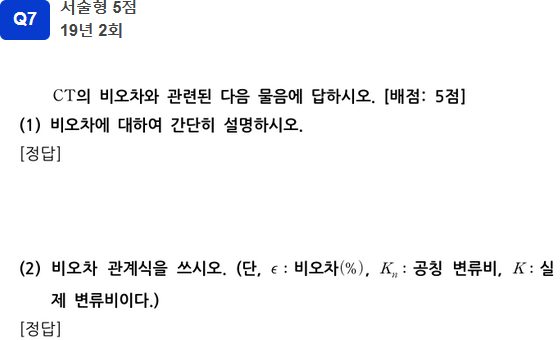 Q7
서술형 5점
19년 2회
CT의 비오차와 관련된 다음 물음에 답하시오. [배점: 5점]
(1) 비오차에 대하여 간단히 설명하시오.
[정답]
(2) 비오차 관계식을 쓰시오. (단, ϵ : 비오차(%), Kₙ : 공칭 변류비, K : 실
제 변류비이다.)
[정답]